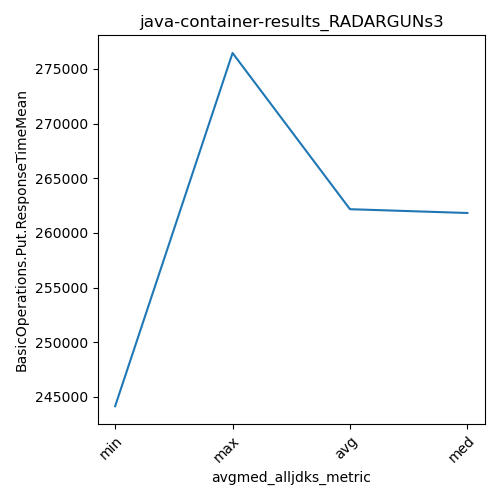 java-container-results_RADARGUNs3
BasicOperations.Put.ResponseTimeMean
275000
270000
265000
260000
255000
250000
245000
min
max
avg
med
avgmed_alljdks_metric